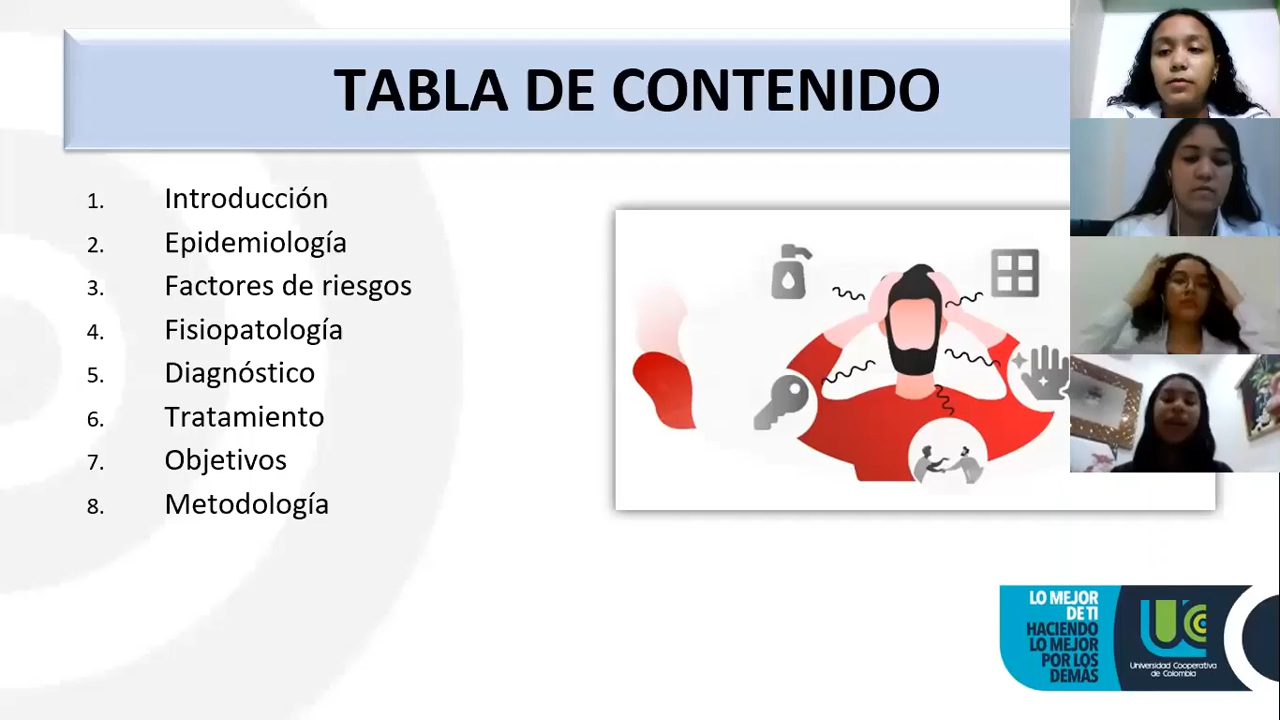 TABLA DE CONTENIDO
1. Introducción
2. Epidemiología
3. Factores de riesgos
4. Fisiopatología
5. Diagnóstico
6. Tratamiento
7. Objetivos
8. Metodología
LO MEJOR
DE TI
HACIENDO
LO MEJOR
POR LOS
DEMÁS
UCC
Universidad Cooperativa
de Colombia